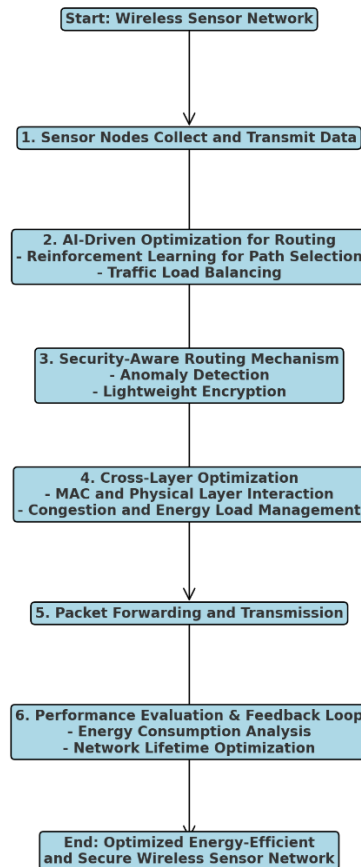 Start: Wireless Sensor Network
1. Sensor Nodes Collect and Transmit Data
2. AI-Driven Optimization for Routing
- Reinforcement Learning for Path Selection
- Traffic Load Balancing
3. Security-Aware Routing Mechanism
- Anomaly Detection
- Lightweight Encryption
4. Cross-Layer Optimization
- MAC and Physical Layer Interaction
- Congestion and Energy Load Management
5. Packet Forwarding and Transmission
6. Performance Evaluation & Feedback Loop
- Energy Consumption Analysis
- Network Lifetime Optimization
End: Optimized Energy-Efficient
and Secure Wireless Sensor Network